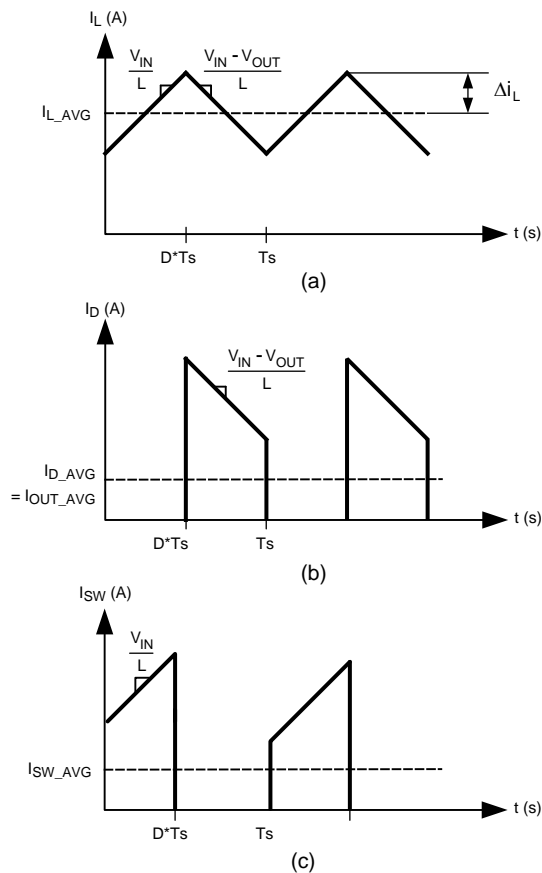 I_L (A)
V_IN
L
V_IN - V_OUT
L
Δi_L
I_L_AVG
t (s)
D*Ts
Ts
(a)
I_D (A)
V_IN - V_OUT
L
I_D_AVG
= I_OUT_AVG
t (s)
D*Ts
Ts
(b)
I_SW (A)
V_IN
L
I_SW_AVG
t (s)
D*Ts
Ts
(c)